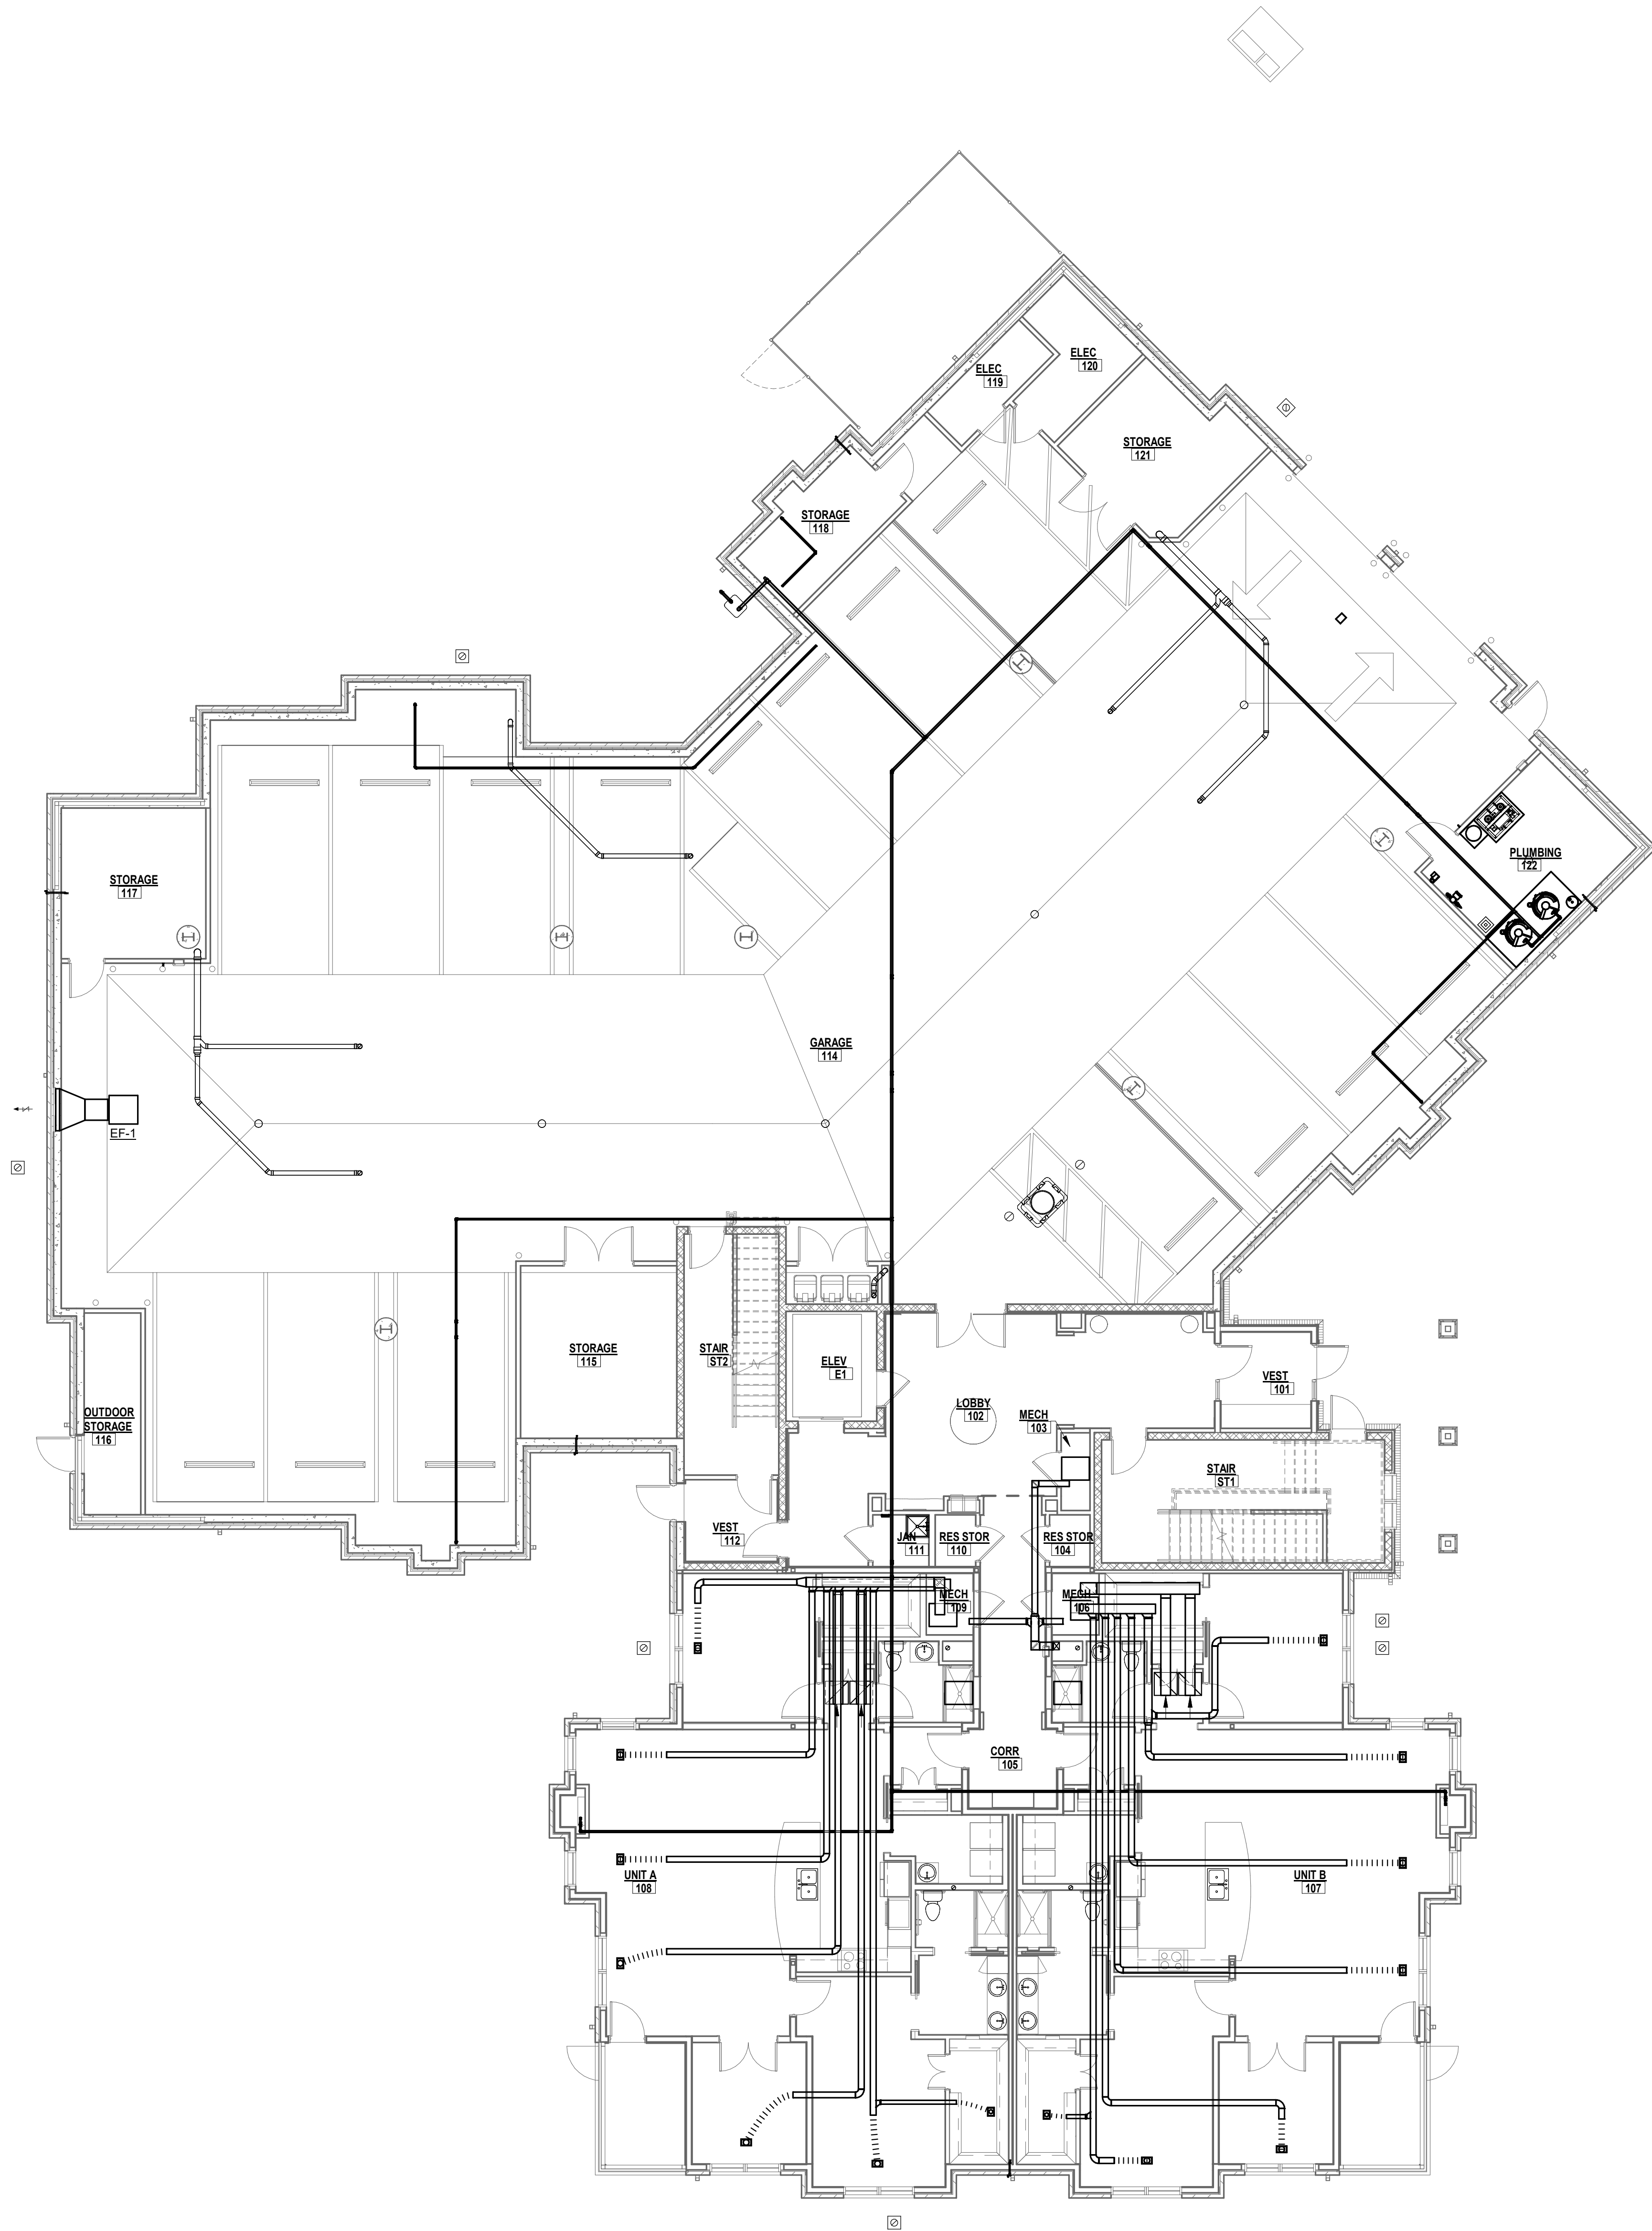 ELEC
120
ELEC
119
STORAGE
121
STORAGE
118
PLUMBING
122
STORAGE
117
GARAGE
114
EF-1
STORAGE
115
STAIR
ST2
ELEV
E1
VEST
101
LOBBY
102
MECH
103
OUTDOOR
STORAGE
116
STAIR
ST1
VEST
112
JAN
111
RES STOR
110
RES STOR
104
MECH
109
MECH
106
CORR
105
UNIT A
108
UNIT B
107